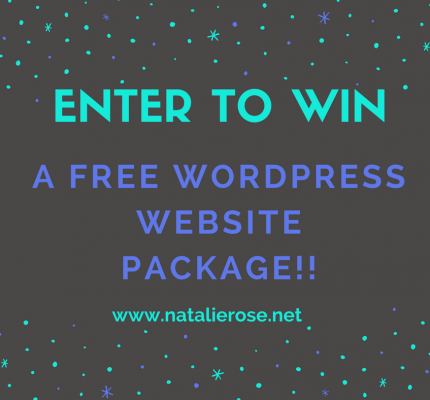 ENTER TO WIN
A FREE WORDPRESS
WEBSITE
PACKAGE!!
www.natalierose.net